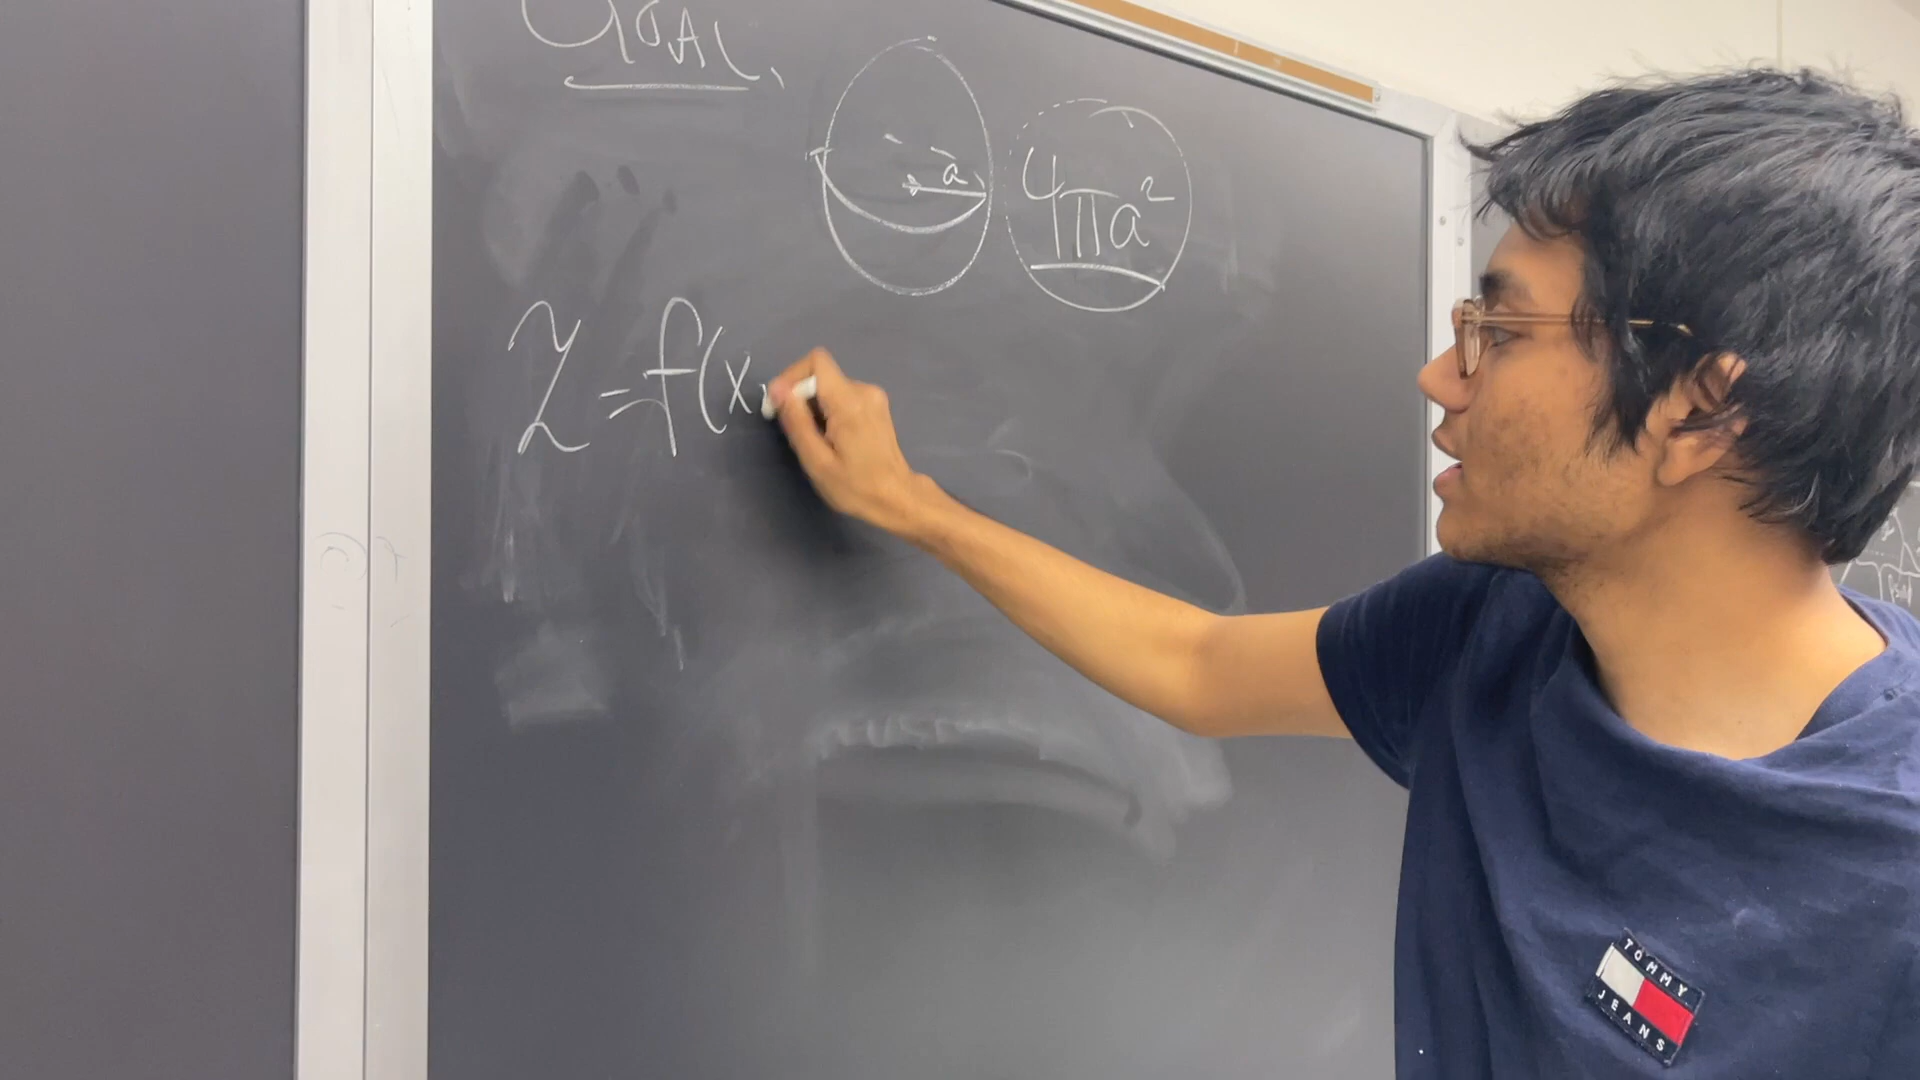 GOAL
a
4πa²
Z = f(x,
TOMMY
JEANS